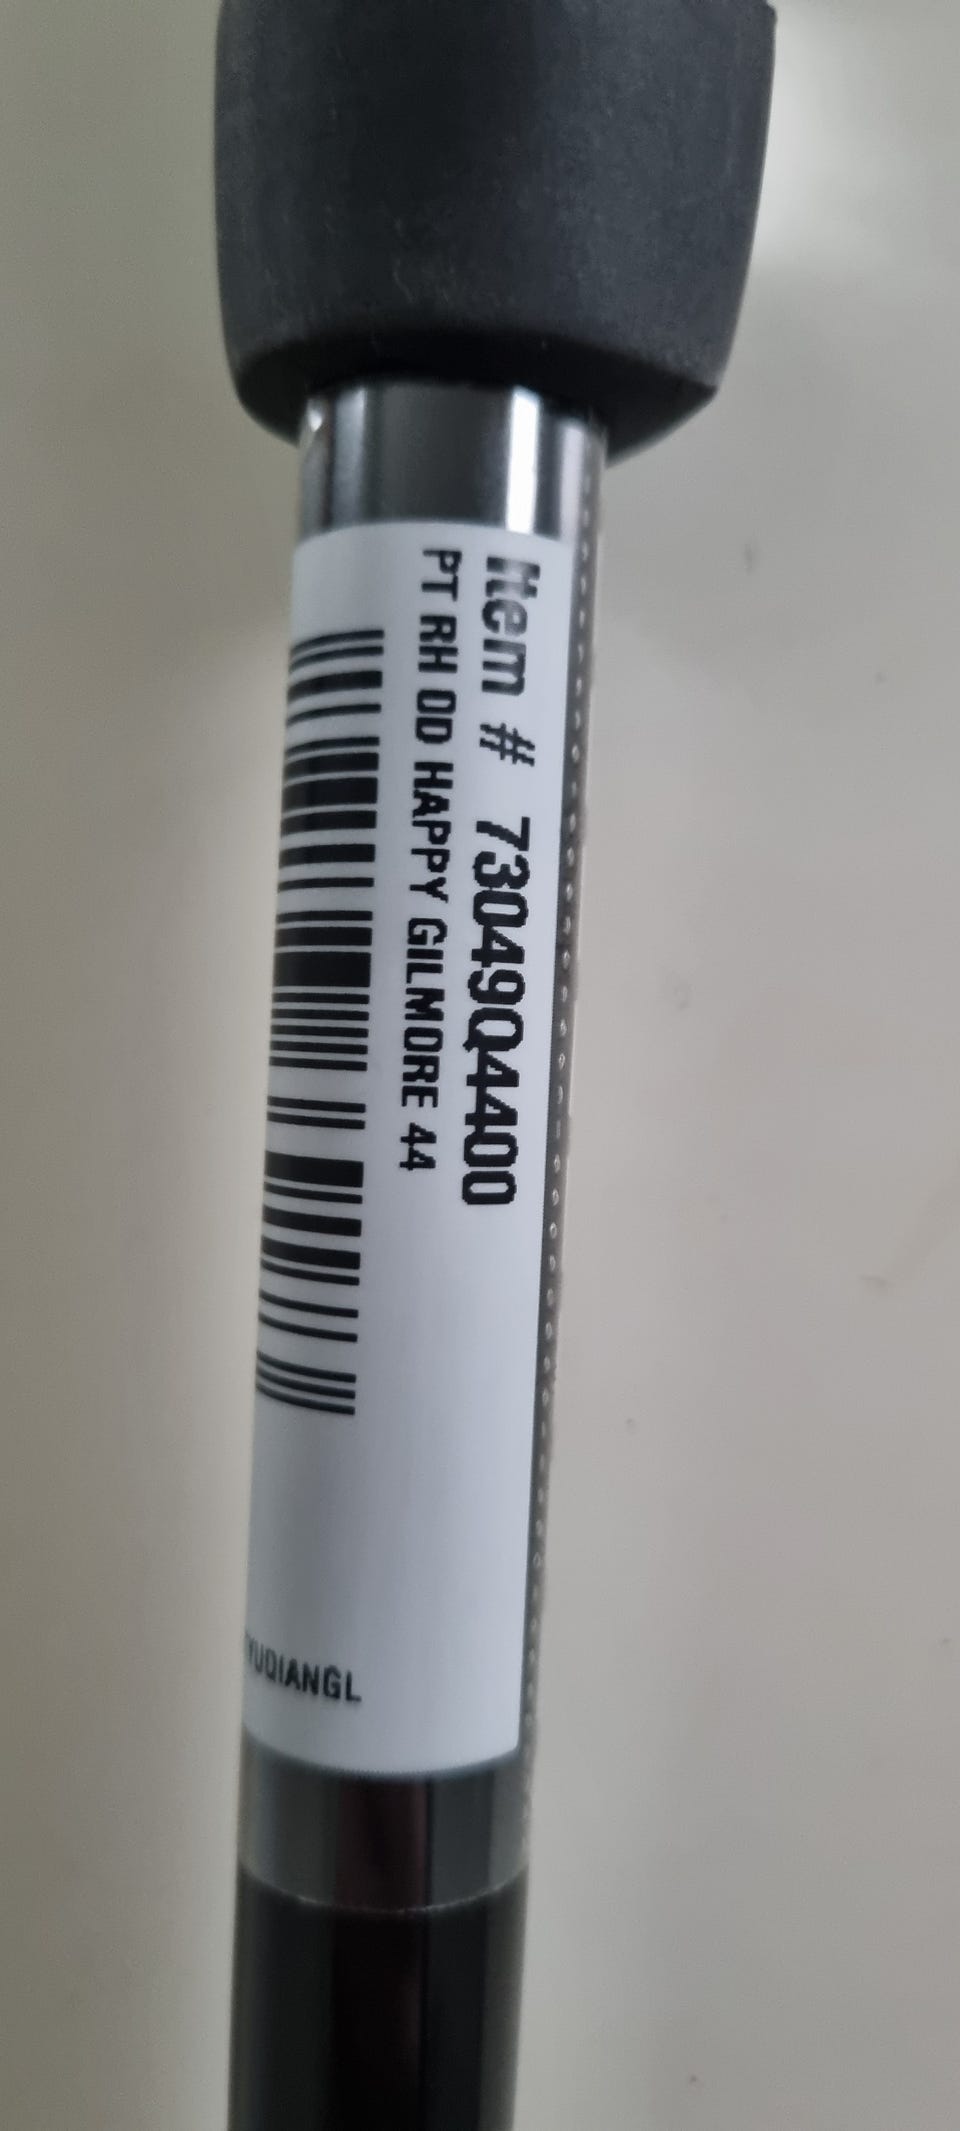 Item # 73049Q4400
PT RH OD HAPPY GILMORE 44
YUQIANGL